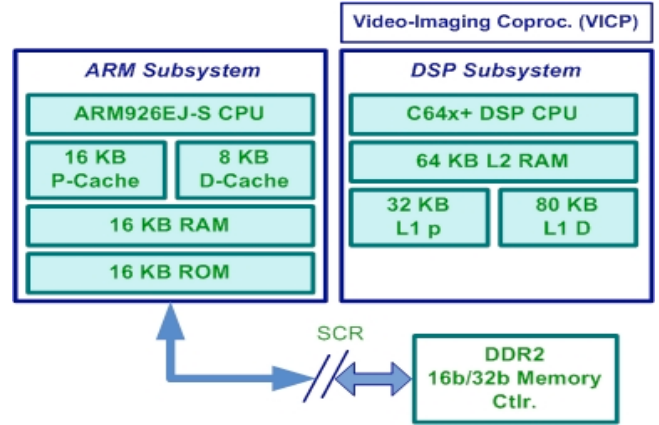 Video-Imaging Coproc. (VICP)
ARM Subsystem
ARM926EJ-S CPU
16 KB
P-Cache
8 KB
D-Cache
16 KB RAM
16 KB ROM
DSP Subsystem
C64x+ DSP CPU
64 KB L2 RAM
32 KB
L1 p
80 KB
L1 D
SCR
DDR2
16b/32b Memory
Ctlr.